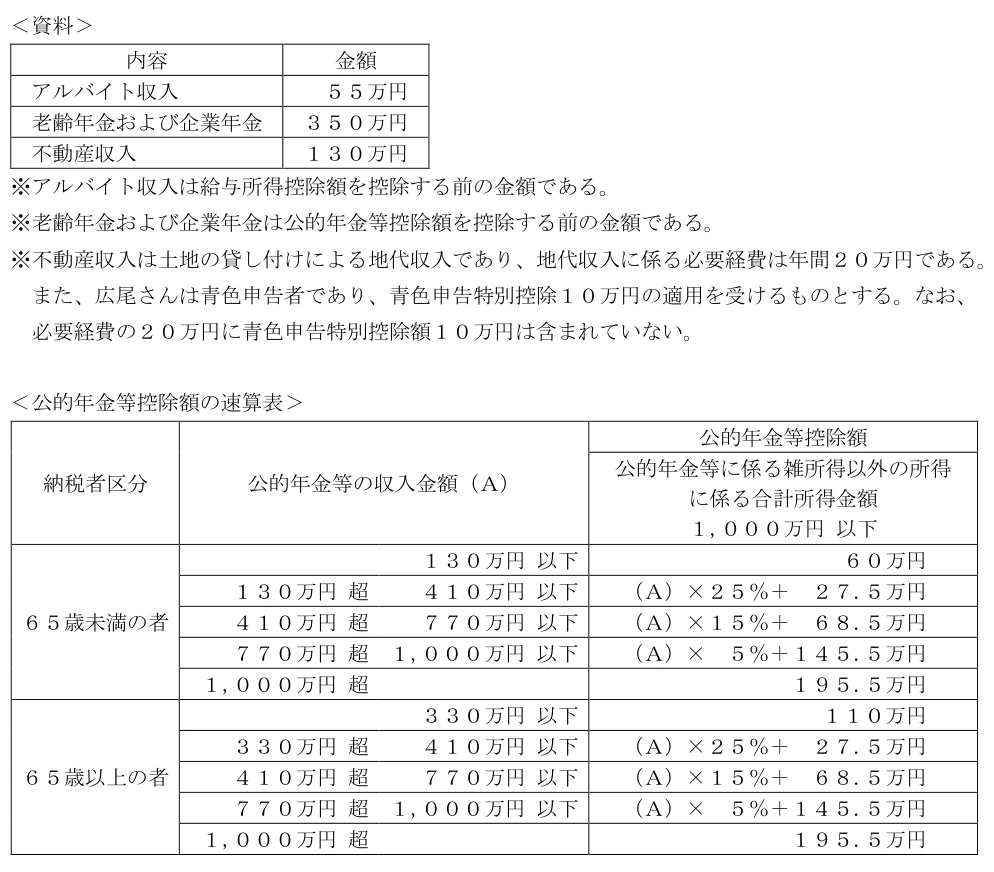 ＜資料＞
内容 金額
アルバイト収入 ５５万円
老齢年金および企業年金 ３５０万円
不動産収入 １３０万円
※アルバイト収入は給与所得控除額を控除する前の金額である。
※老齢年金および企業年金は公的年金等控除額を控除する前の金額である。
※不動産収入は土地の貸し付けによる地代収入であり、地代収入に係る必要経費は年間２０万円である。
また、広尾さんは青色申告者であり、青色申告特別控除１０万円の適用を受けるものとする。なお、
必要経費の２０万円に青色申告特別控除額１０万円は含まれていない。
＜公的年金等控除額の速算表＞
納税者区分 公的年金等の収入金額（Ａ） 公的年金等控除額
公的年金等に係る雑所得以外の所得
に係る合計所得金額
１，０００万円 以下
６５歳未満の者
１３０万円 以下 ６０万円
１３０万円 超 ４１０万円 以下 （Ａ）×２５％＋ ２７．５万円
４１０万円 超 ７７０万円 以下 （Ａ）×１５％＋ ６８．５万円
７７０万円 超 １，０００万円 以下 （Ａ）× ５％＋１４５．５万円
１，０００万円 超 １９５．５万円
６５歳以上の者
３３０万円 以下 １１０万円
３３０万円 超 ４１０万円 以下 （Ａ）×２５％＋ ２７．５万円
４１０万円 超 ７７０万円 以下 （Ａ）×１５％＋ ６８．５万円
７７０万円 超 １，０００万円 以下 （Ａ）× ５％＋１４５．５万円
１，０００万円 超 １９５．５万円